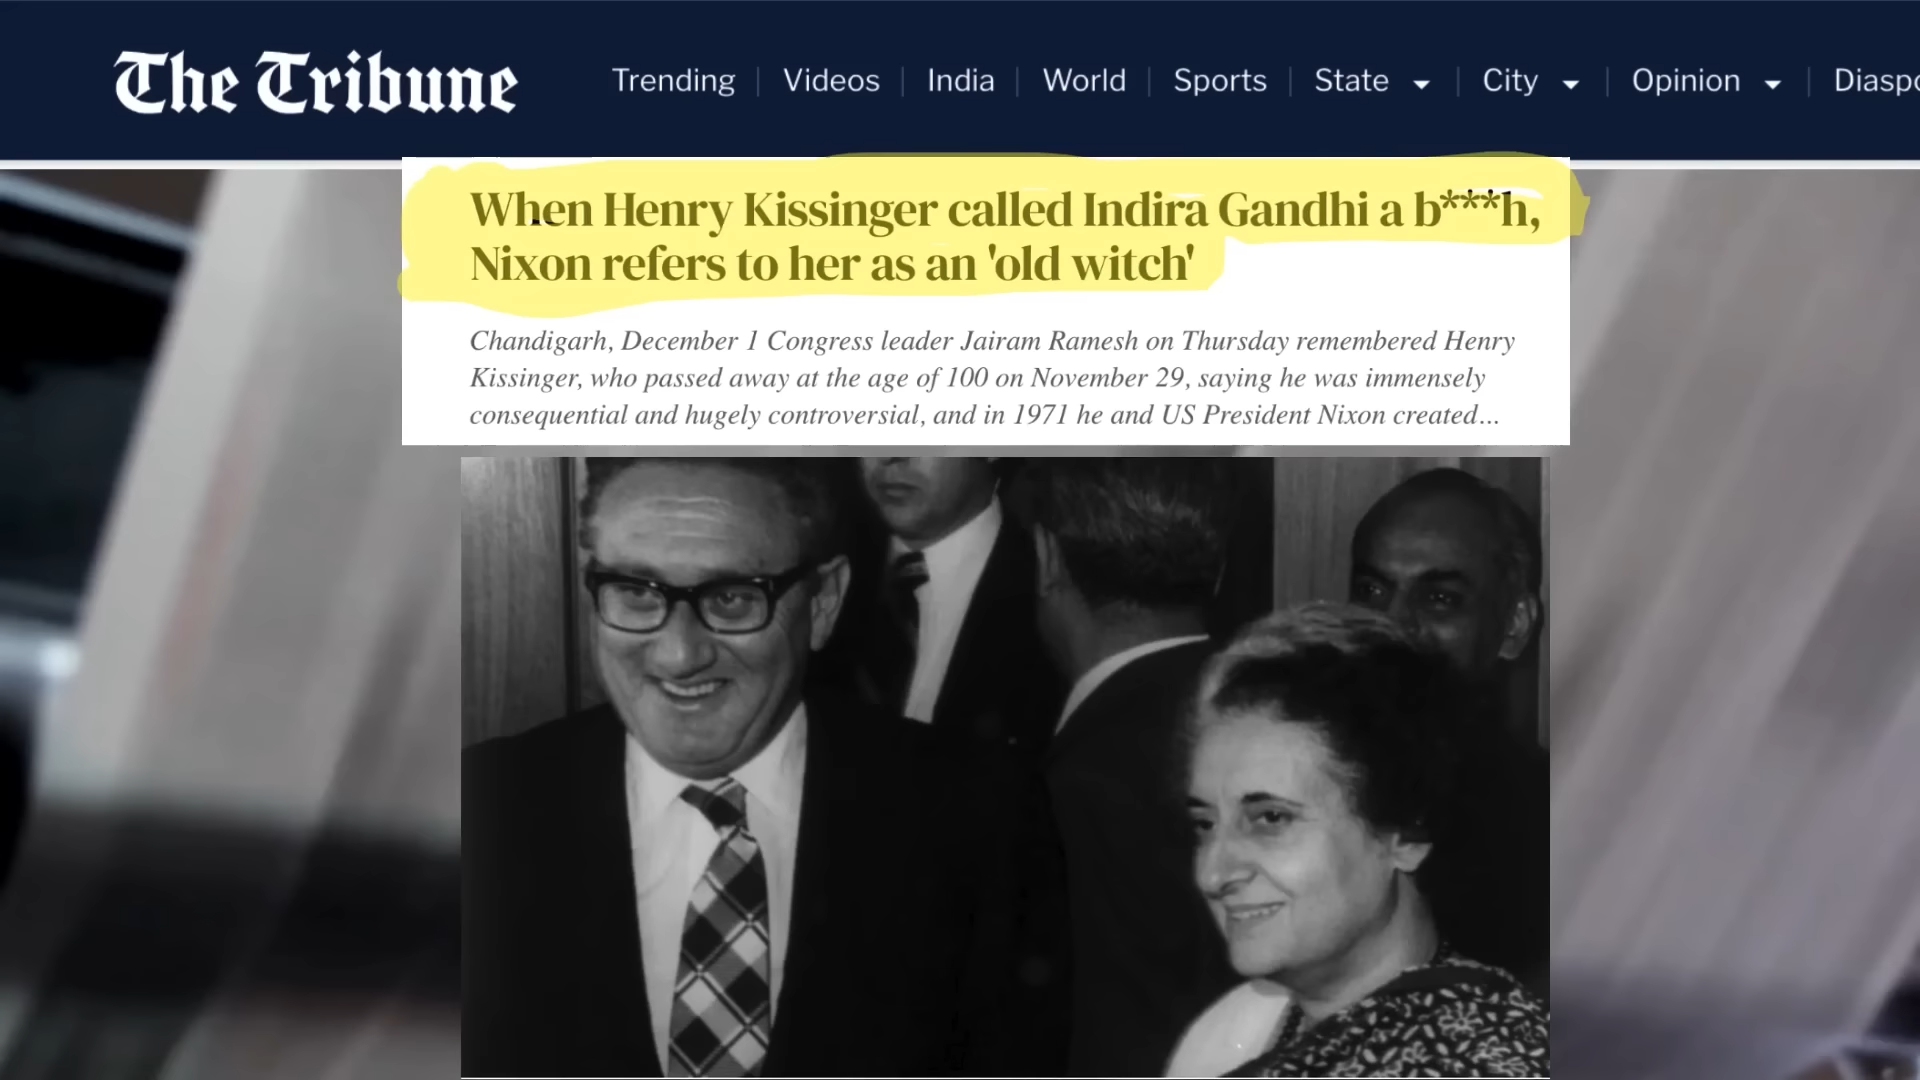 The Tribune
Trending Videos India World Sports State City Opinion Diaspo
When Henry Kissinger called Indira Gandhi a b***h,
Nixon refers to her as an 'old witch'
Chandigarh, December 1 Congress leader Jairam Ramesh on Thursday remembered Henry
Kissinger, who passed away at the age of 100 on November 29, saying he was immensely
consequential and hugely controversial, and in 1971 he and US President Nixon created...